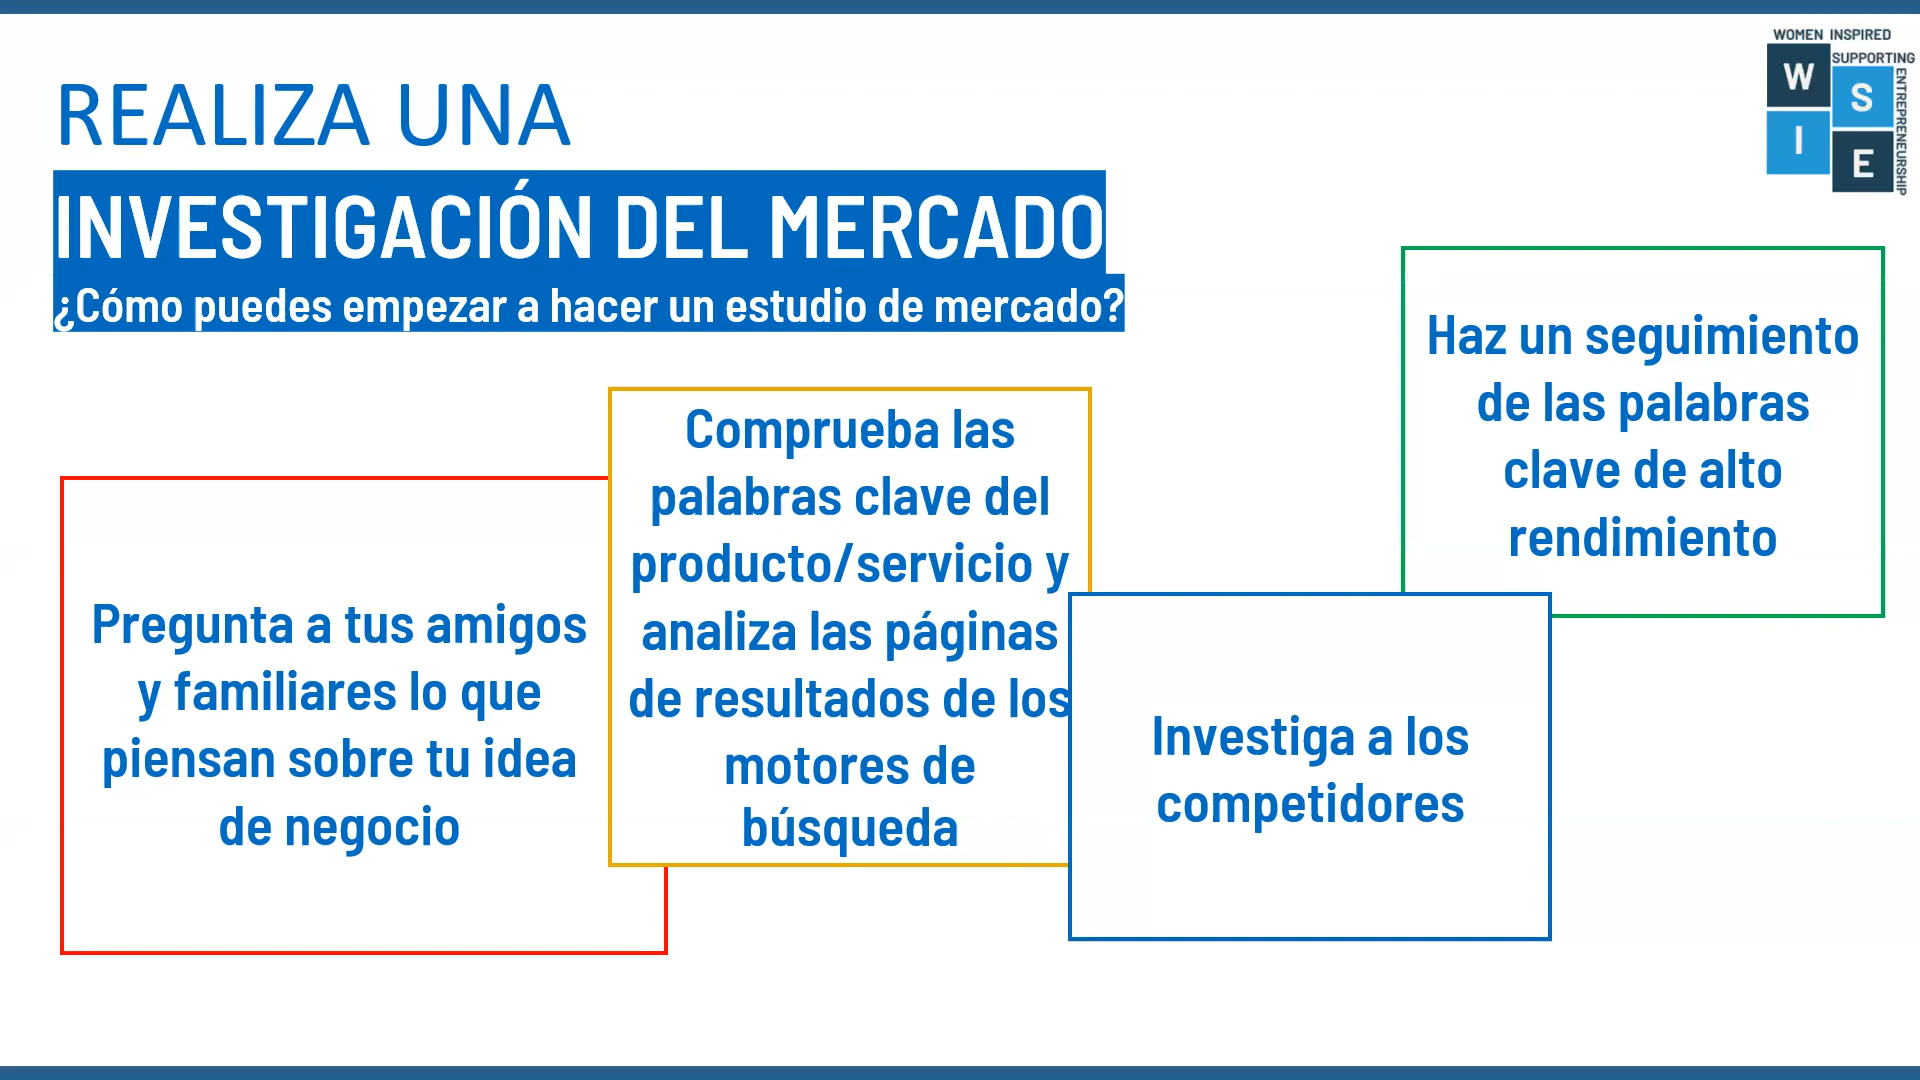 REALIZA UNA
INVESTIGACIÓN DEL MERCADO
¿Cómo puedes empezar a hacer un estudio de mercado?
WOMEN INSPIRED
SUPPORTING
ENTREPRENEURSHIP
W
S
I
E
Pregunta a tus amigos
y familiares lo que
piensan sobre tu idea
de negocio
Comprueba las
palabras clave del
producto/servicio y
analiza las páginas
de resultados de los
motores de
búsqueda
Investiga a los
competidores
Haz un seguimiento
de las palabras
clave de alto
rendimiento